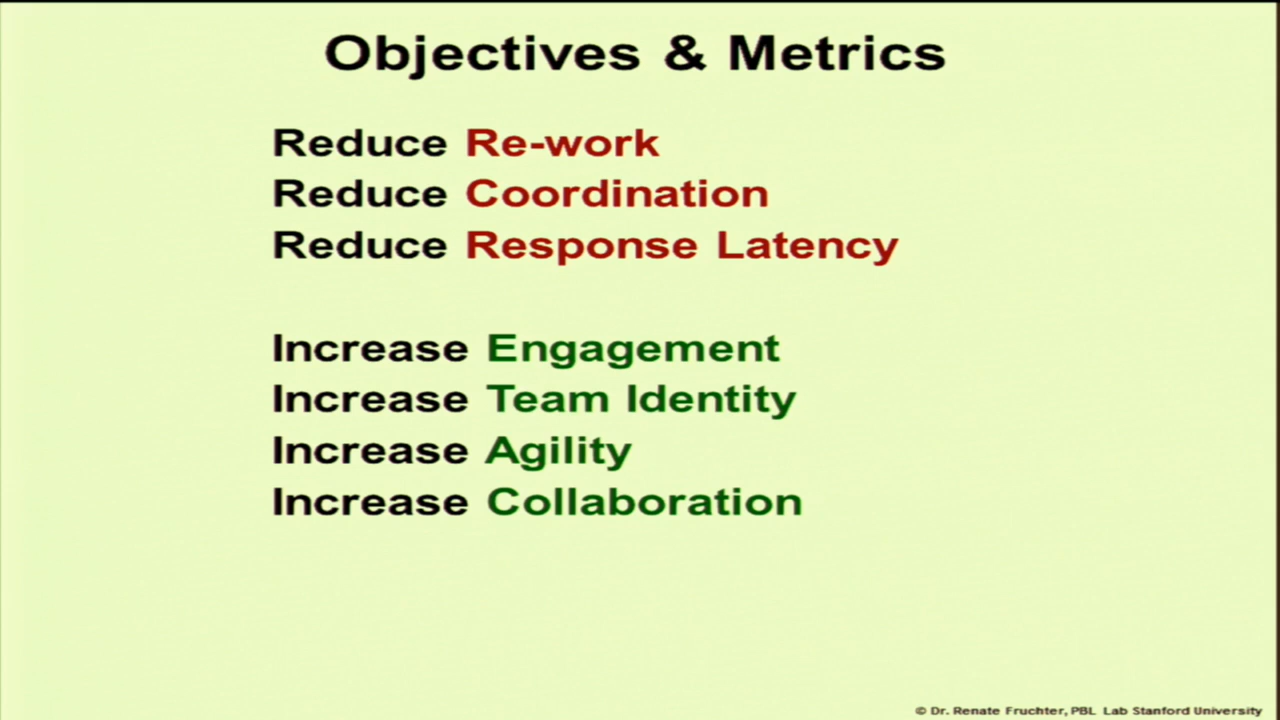 Objectives & Metrics
Reduce Re-work
Reduce Coordination
Reduce Response Latency
Increase Engagement
Increase Team Identity
Increase Agility
Increase Collaboration
© Dr. Renate Fruchter, PBL Lab Stanford University